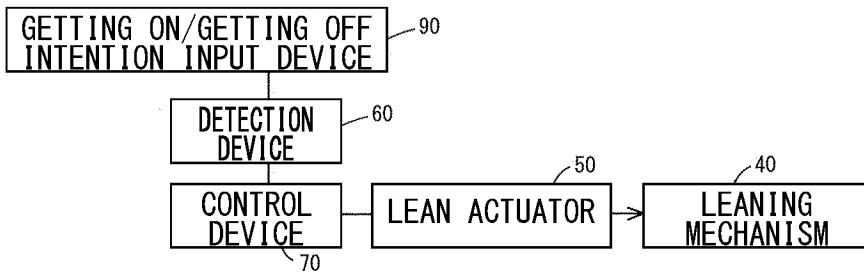 GETTING ON/GETTING OFF
INTENTION INPUT DEVICE
90
DETECTION
DEVICE
60
CONTROL
DEVICE
70
LEAN ACTUATOR
50
LEANING
MECHANISM
40